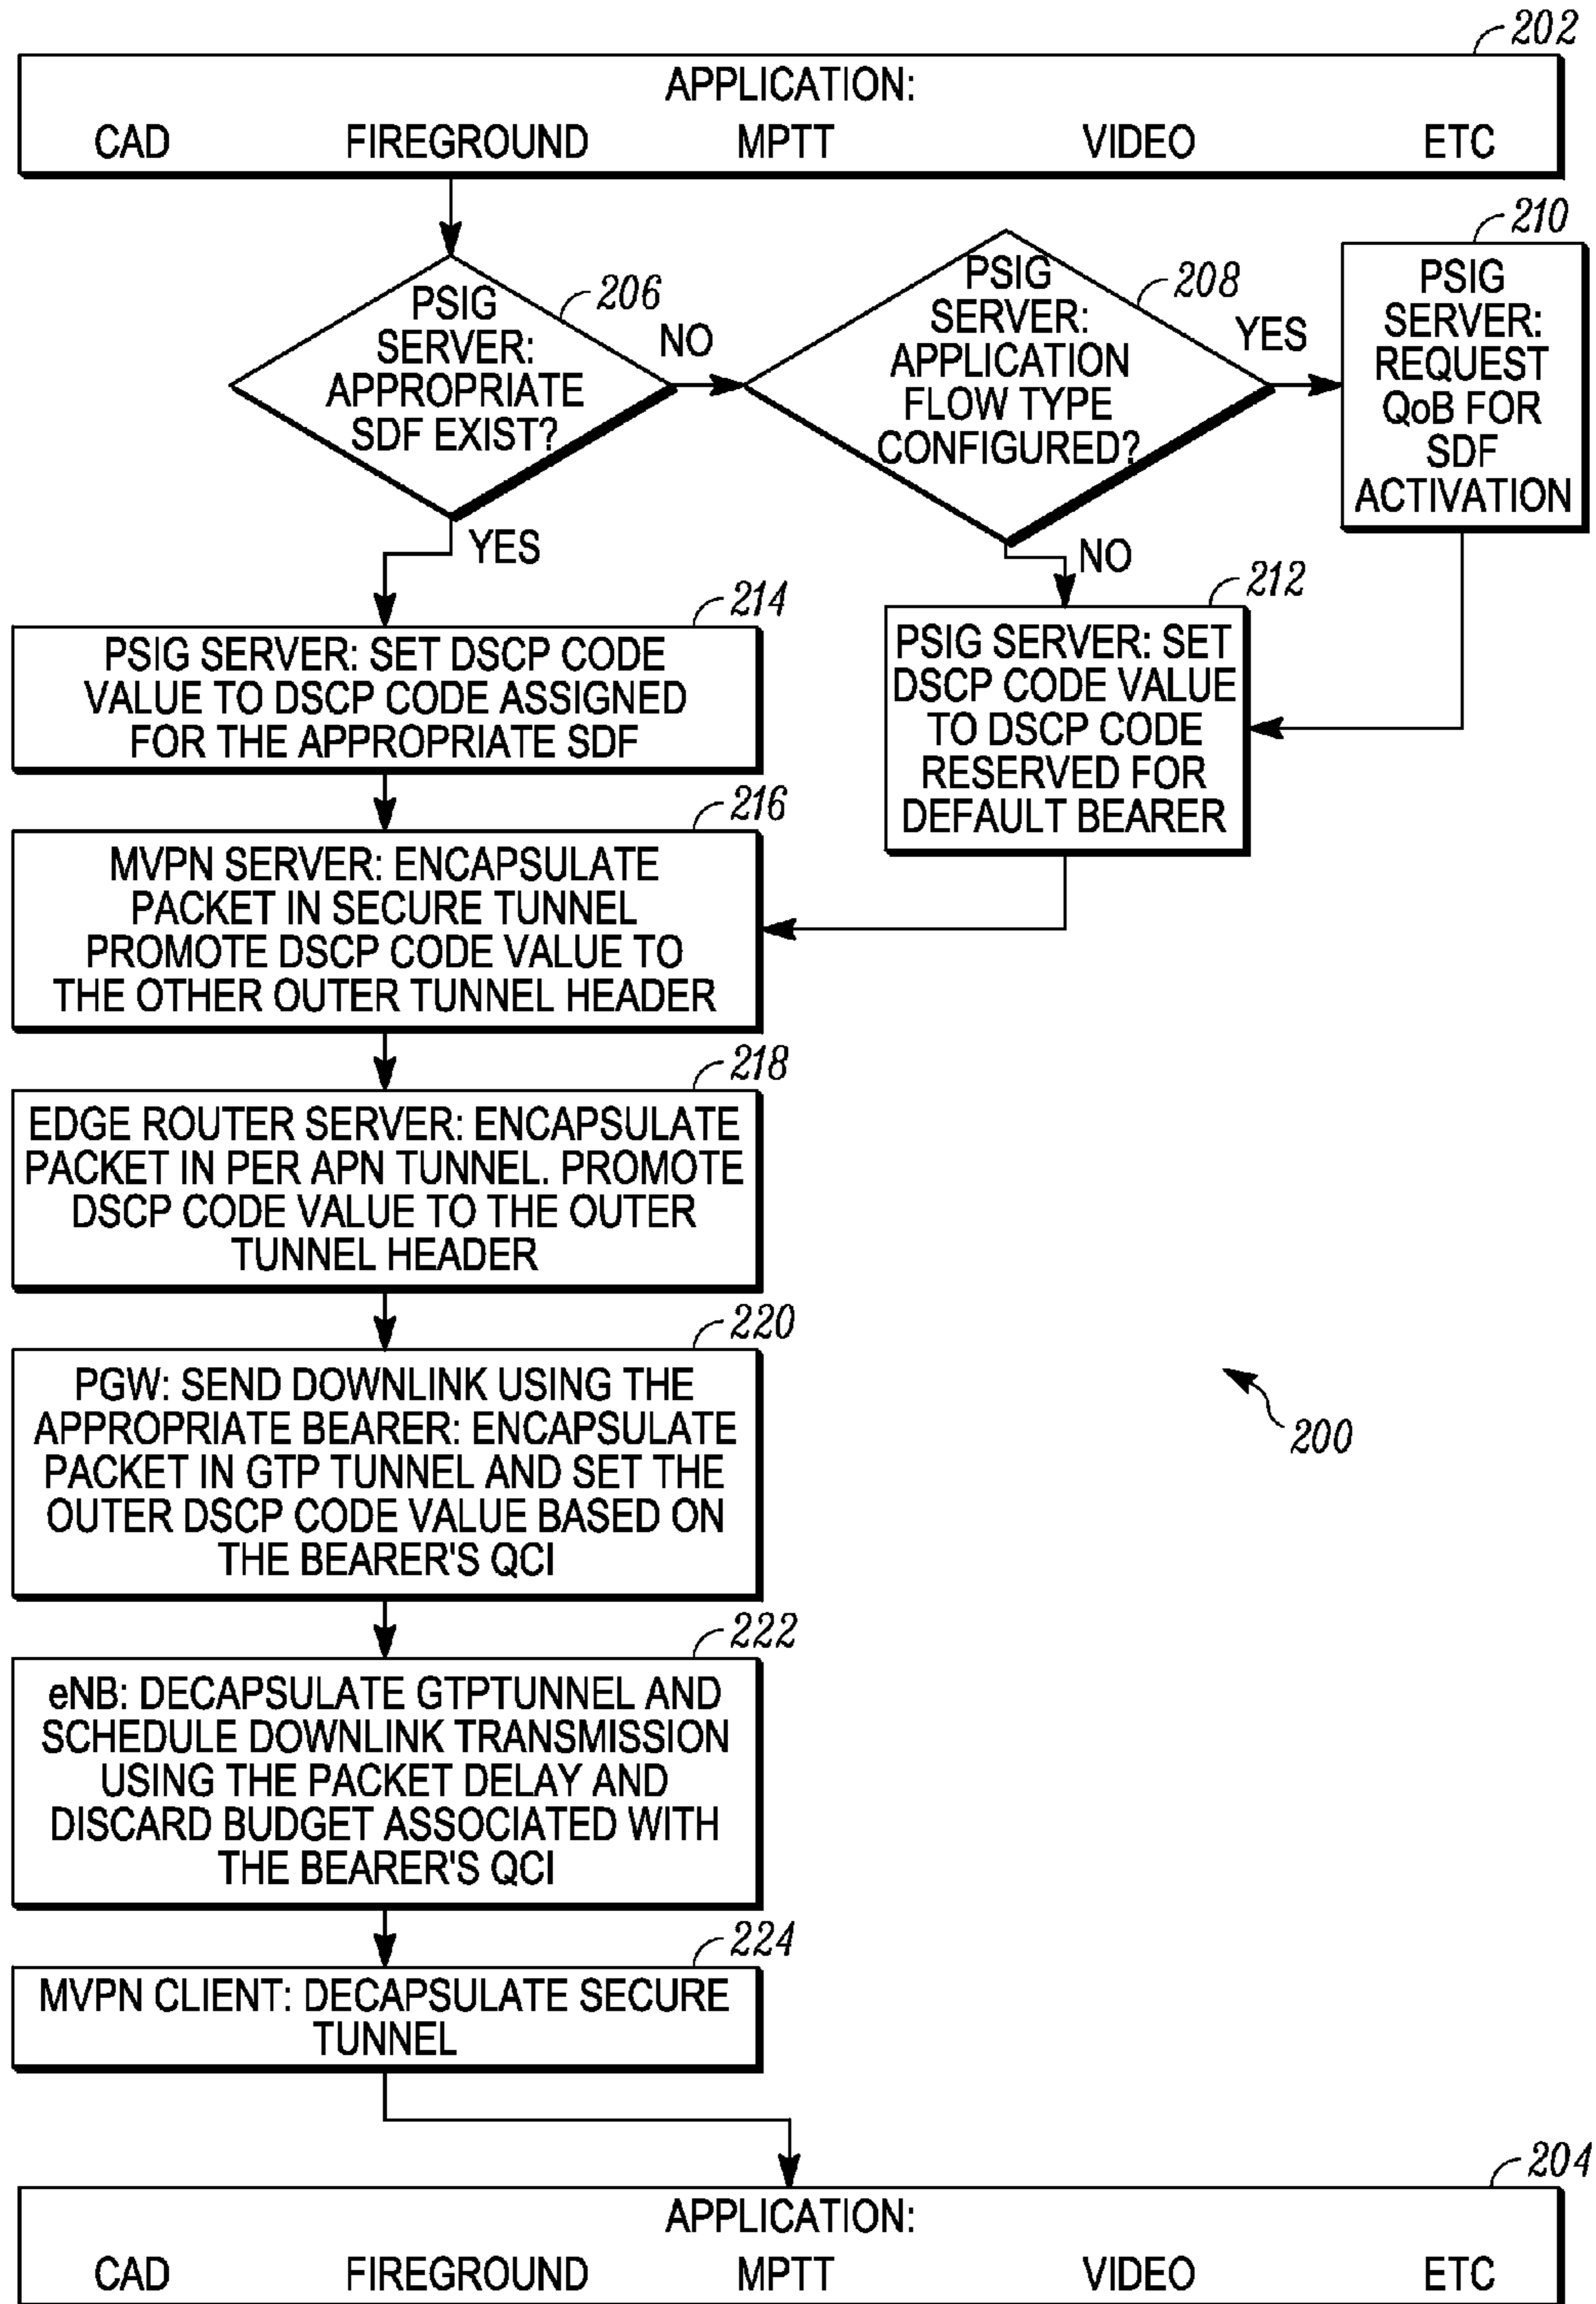 202
APPLICATION:
CAD FIREGROUND MPTT VIDEO ETC
206
PSIG
SERVER:
APPROPRIATE
SDF EXIST?
NO
YES
208
PSIG
SERVER:
APPLICATION
FLOW TYPE
CONFIGURED?
YES
NO
210
PSIG
SERVER:
REQUEST
QoB FOR
SDF
ACTIVATION
212
PSIG SERVER: SET
DSCP CODE VALUE
TO DSCP CODE
RESERVED FOR
DEFAULT BEARER
214
PSIG SERVER: SET DSCP CODE
VALUE TO DSCP CODE ASSIGNED
FOR THE APPROPRIATE SDF
216
MVPN SERVER: ENCAPSULATE
PACKET IN SECURE TUNNEL
PROMOTE DSCP CODE VALUE TO
THE OTHER OUTER TUNNEL HEADER
218
EDGE ROUTER SERVER: ENCAPSULATE
PACKET IN PER APN TUNNEL. PROMOTE
DSCP CODE VALUE TO THE OUTER
TUNNEL HEADER
220
PGW: SEND DOWNLINK USING THE
APPROPRIATE BEARER: ENCAPSULATE
PACKET IN GTP TUNNEL AND SET THE
OUTER DSCP CODE VALUE BASED ON
THE BEARER'S QCI
200
222
eNB: DECAPSULATE GTPTUNNEL AND
SCHEDULE DOWNLINK TRANSMISSION
USING THE PACKET DELAY AND
DISCARD BUDGET ASSOCIATED WITH
THE BEARER'S QCI
224
MVPN CLIENT: DECAPSULATE SECURE
TUNNEL
204
APPLICATION:
CAD FIREGROUND MPTT VIDEO ETC